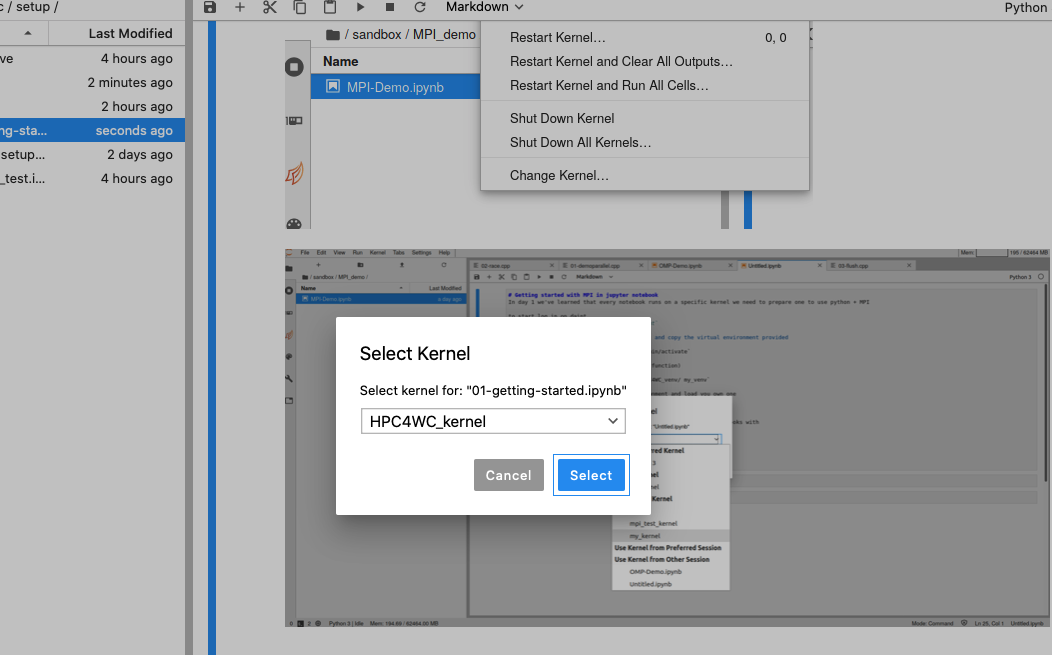 c / setup /
Markdown
Python
Last Modified
ve
4 hours ago
2 minutes ago
2 hours ago
ng-sta...
seconds ago
setup...
2 days ago
_test.i...
4 hours ago
/ sandbox / MPI_demo
Name
MPI-Demo.ipynb
Restart Kernel…
0, 0
Restart Kernel and Clear All Outputs…
Restart Kernel and Run All Cells…
Shut Down Kernel
Shut Down All Kernels…
Change Kernel…
File Edit View Run Kernel Tabs Settings Help
Mem: 195 / 62464 MB
02-race.cpp
01-demoparallel.cpp
OMP-Demo.ipynb
Untitled.ipynb
03-flush.cpp
/ sandbox / MPI_demo /
Markdown
Python 3
Name
Last Modified
MPI-Demo.ipynb
a day ago
# Getting started with MI in jupyter notebook
In day 1 we've learned that every notebook runs on a specific kernel we need to prepare one to use python + MPI
and copy the virtual environment provided
Select Kernel
Select kernel for: "01-getting-started.ipynb"
HPC4WC_kernel
Cancel
Select
"Untitled.ipynb"
mpi_test_kernel
my_kernel
Use Kernel from Preferred Session
Use Kernel from Other Session
OMP-Demo.ipynb
Untitled.ipynb
0 2 Python 3 | Idle Mem: 194.69 / 62464.00 MB
Mode: Command Ln 25, Col 1 Untitled.ipynb